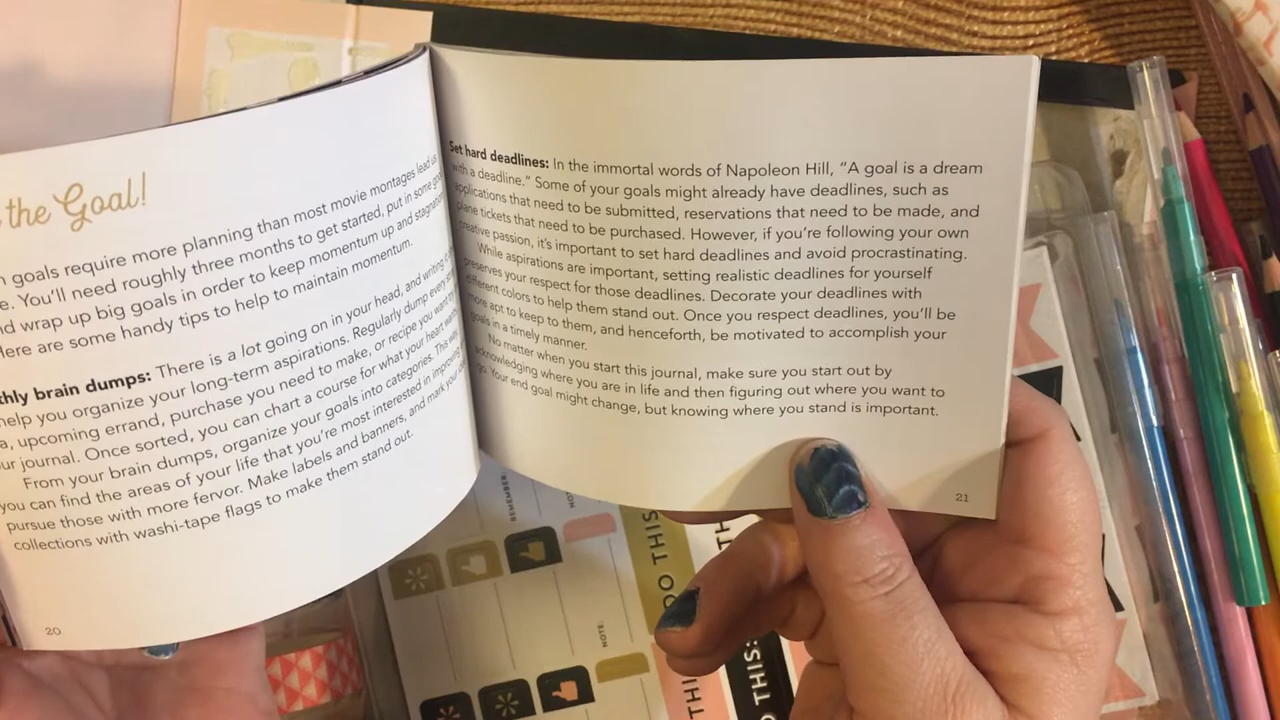 the Goal!
goals require more planning than most movie montages lead us
e. You'll need roughly three months to get started, put in some good
nd wrap up big goals in order to keep momentum up and stagnat
Here are some handy tips to help to maintain momentum.
thly brain dumps: There is a lot going on in your head, and writing it
help you organize your long-term aspirations. Regularly dump every
a, upcoming errand, purchase you need to make, or recipe you want
ur journal. Once sorted, you can chart a course for what your heart wants.
From your brain dumps, organize your goals into categories. This way,
you can find the areas of your life that you're most interested in improving
pursue those with more fervor. Make labels and banners, and mark your
collections with washi-tape flags to make them stand out.
20
Set hard deadlines: In the immortal words of Napoleon Hill, "A goal is a dream
with a deadline." Some of your goals might already have deadlines, such as
applications that need to be submitted, reservations that need to be made, and
plane tickets that need to be purchased. However, if you're following your own
creative passion, it's important to set hard deadlines and avoid procrastinating.
While aspirations are important, setting realistic deadlines for yourself
preserves your respect for those deadlines. Decorate your deadlines with
different colors to help them stand out. Once you respect deadlines, you'll be
more apt to keep to them, and henceforth, be motivated to accomplish your
goals in a timely manner.
No matter when you start this journal, make sure you start out by
acknowledging where you are in life and then figuring out where you want to
go. Your end goal might change, but knowing where you stand is important.
21
REMEMBER:
NOT
DO THIS
TH
NOTE:
THI
O THIS: